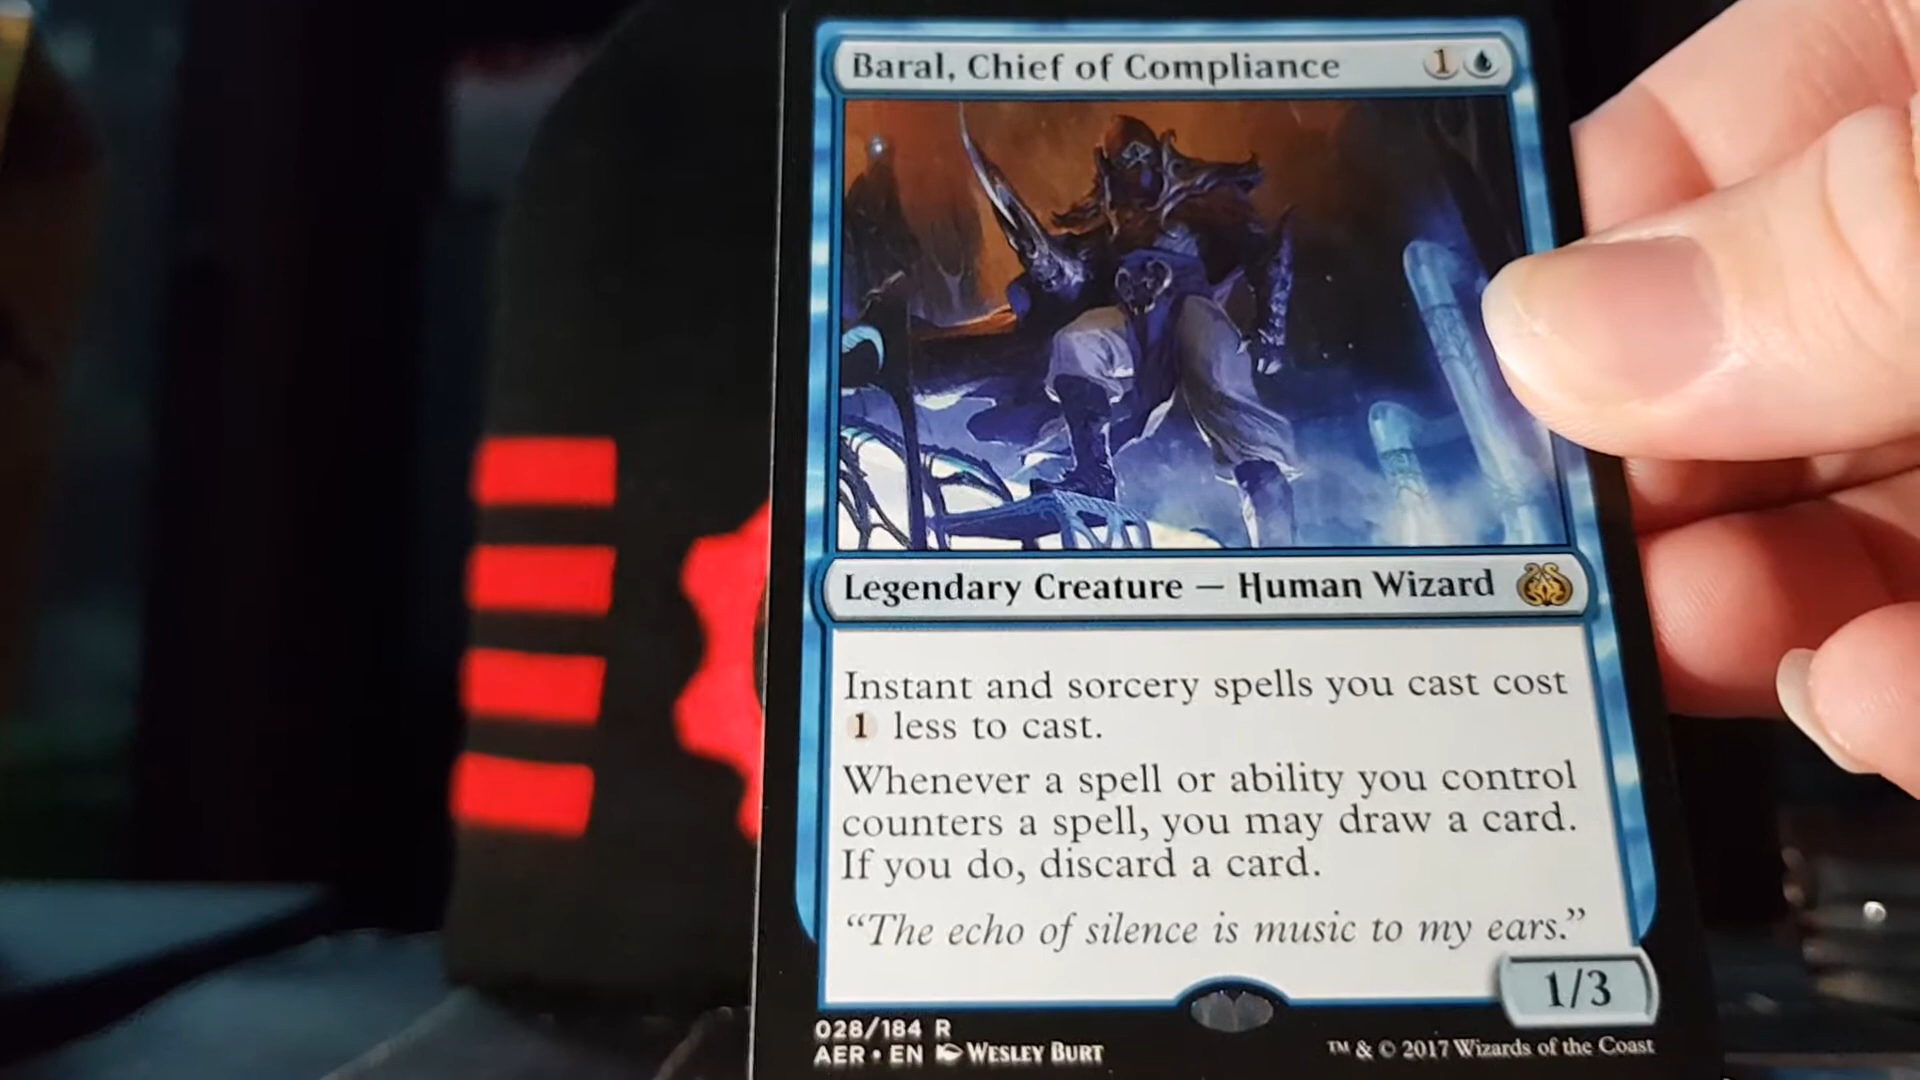 Baral, Chief of Compliance 1
Legendary Creature — Human Wizard
Instant and sorcery spells you cast cost
1 less to cast.
Whenever a spell or ability you control
counters a spell, you may draw a card.
If you do, discard a card.
“The echo of silence is music to my ears.”
1/3
028/184 R
AER • EN WESLEY BURT
™ & © 2017 Wizards of the Coast